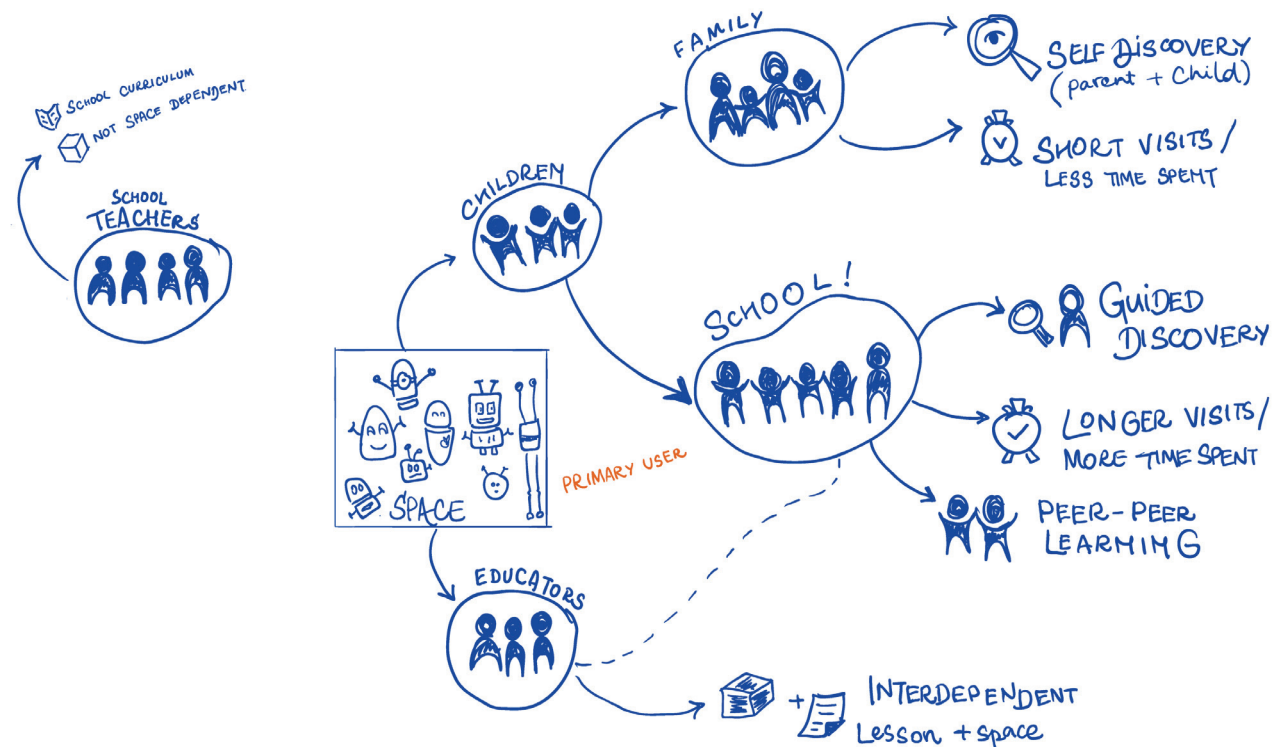 SCHOOL CURRICULUM
NOT SPACE DEPENDENT
SCHOOL
TEACHERS
FAMILY
SELF DISCOVERY
(parent + child)
SHORT VISITS/
LESS TIME SPENT
CHILDREN
SCHOOL!
GUIDED
DISCOVERY
LONGER VISITS/
MORE TIME SPENT
PEER-PEER
LEARNING
SPACE
PRIMARY USER
EDUCATORS
+
INTERDEPENDENT
Lesson + space